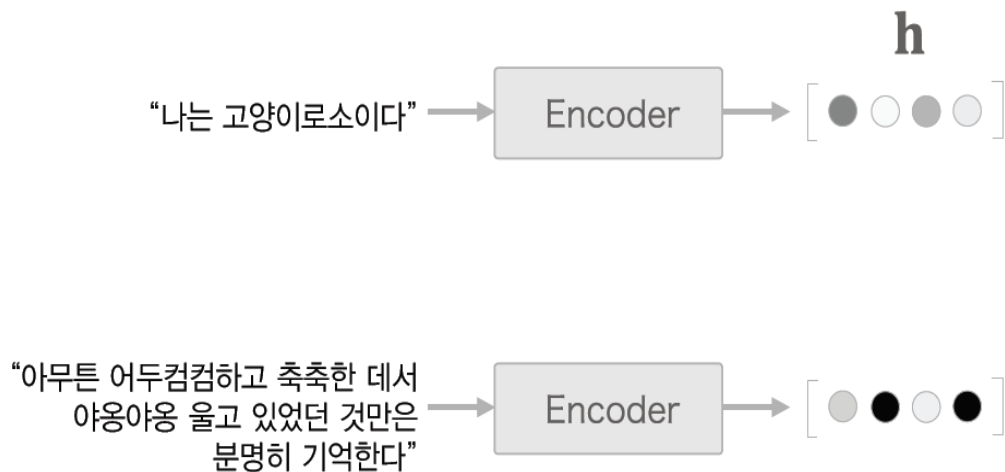 h
“나는 고양이로소이다”
Encoder
“아무튼 어두컴컴하고 축축한 데서
야옹야옹 울고 있었던 것만은
분명히 기억한다”
Encoder